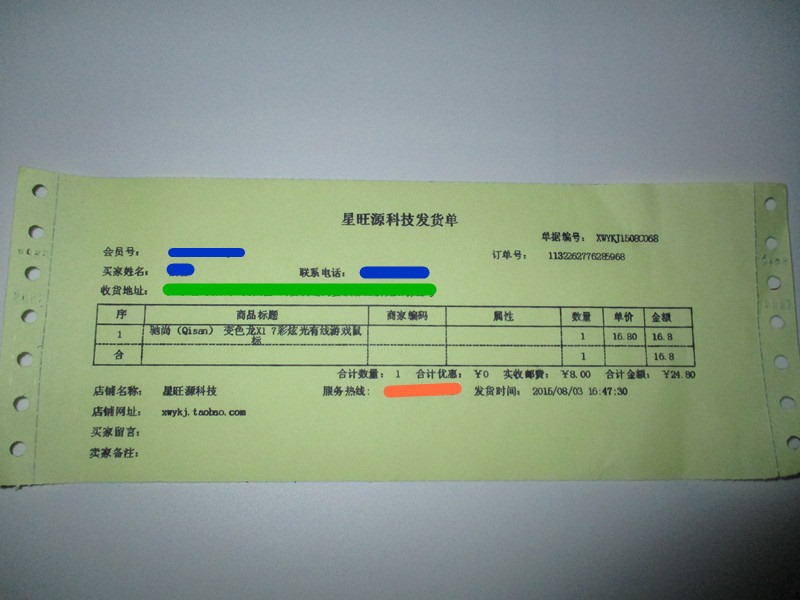 星旺源科技发货单
单据编号： XWYKJ1508C068
会员号：
订单号： 1132262776285968
买家姓名： 联系电话：
收货地址：
序 商品标题 商家编码 属性 数量 单价 金额
1 驰尚（Qisan） 变色龙X1 7彩炫光有线游戏鼠标 1 16.80 16.8
合 1 16.8
合计数量： 1 合计优惠： ￥0 实收邮费： ￥8.00 合计金额： ￥24.80
店铺名称： 星旺源科技 服务热线： 发货时间： 2015/08/03 16:47:30
店铺网址： xwykj.taobao.com
买家留言：
卖家备注：